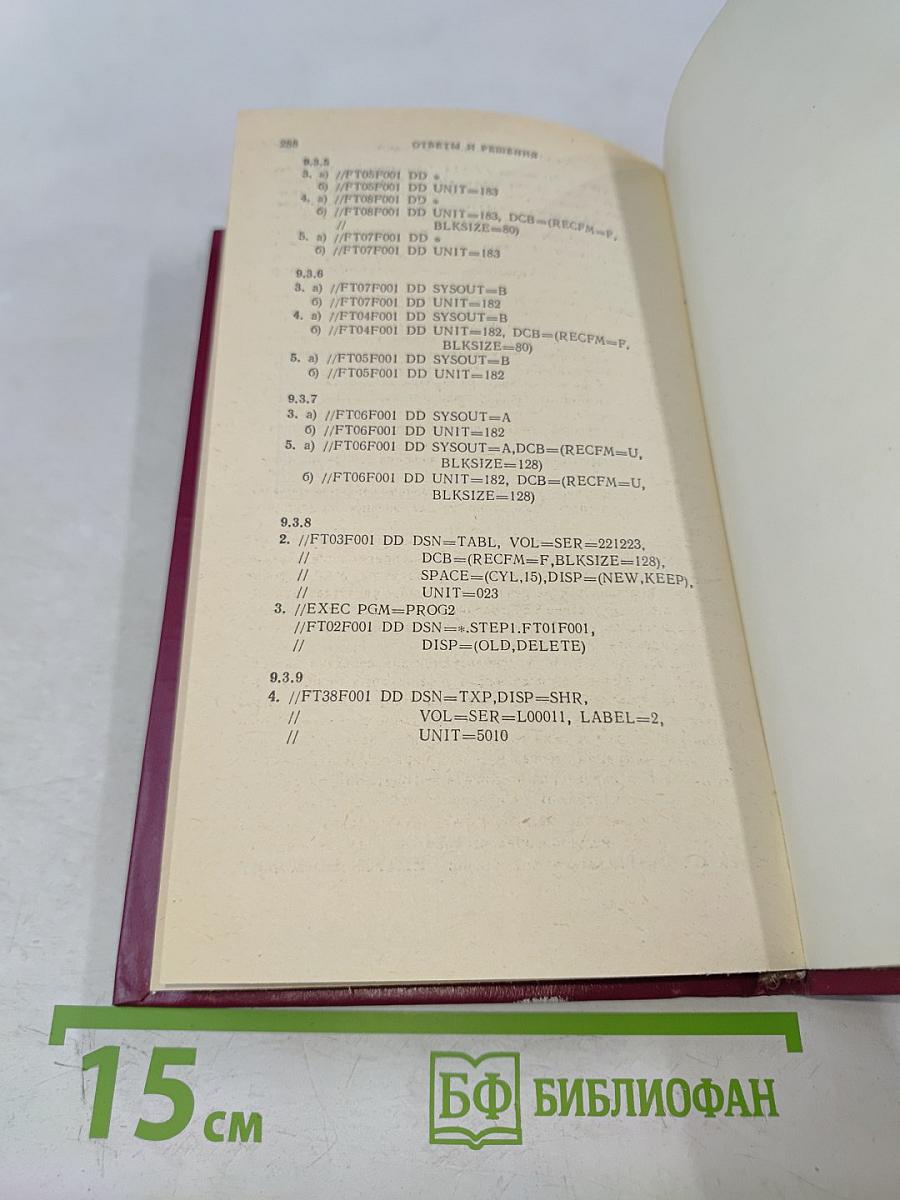 288 ОТВЕТЫ И РЕШЕНИЯ
9.3.5
3. а) //FT05F001 DD *
б) //FT05F001 DD UNIT=183
4. а) //FT08F001 DD *
б) //FT08F001 DD UNIT=183, DCB=(RECFM=F,
// BLKSIZE=80)
5. а) //FT07F001 DD *
б) //FT07F001 DD UNIT=183
9.3.6
3. а) //FT07F001 DD SYSOUT=B
б) //FT07F001 DD UNIT=182
4. а) //FT04F001 DD SYSOUT=B
б) //FT04F001 DD UNIT=182, DCB=(RECFM=F,
BLKSIZE=80)
5. а) //FT05F001 DD SYSOUT=B
б) //FT05F001 DD UNIT=182
9.3.7
3. а) //FT06F001 DD SYSOUT=A
б) //FT06F001 DD UNIT=182
5. а) //FT06F001 DD SYSOUT=A,DCB=(RECFM=U,
BLKSIZE=128)
б) //FT06F001 DD UNIT=182, DCB=(RECFM=U,
BLKSIZE=128)
9.3.8
2. //FT03F001 DD DSN=TABL, VOL=SER=221223,
// DCB=(RECFM=F,BLKSIZE=128),
// SPACE=(CYL,15),DISP=(NEW,KEEP),
// UNIT=023
3. //EXEC PGM=PROG2
//FT02F001 DD DSN=*.STEP1.FT01F001,
// DISP=(OLD,DELETE)
9.3.9
4. //FT38F001 DD DSN=TXP,DISP=SHR,
// VOL=SER=L00011, LABEL=2,
// UNIT=5010
15 см
БФ БИБЛИОФАН